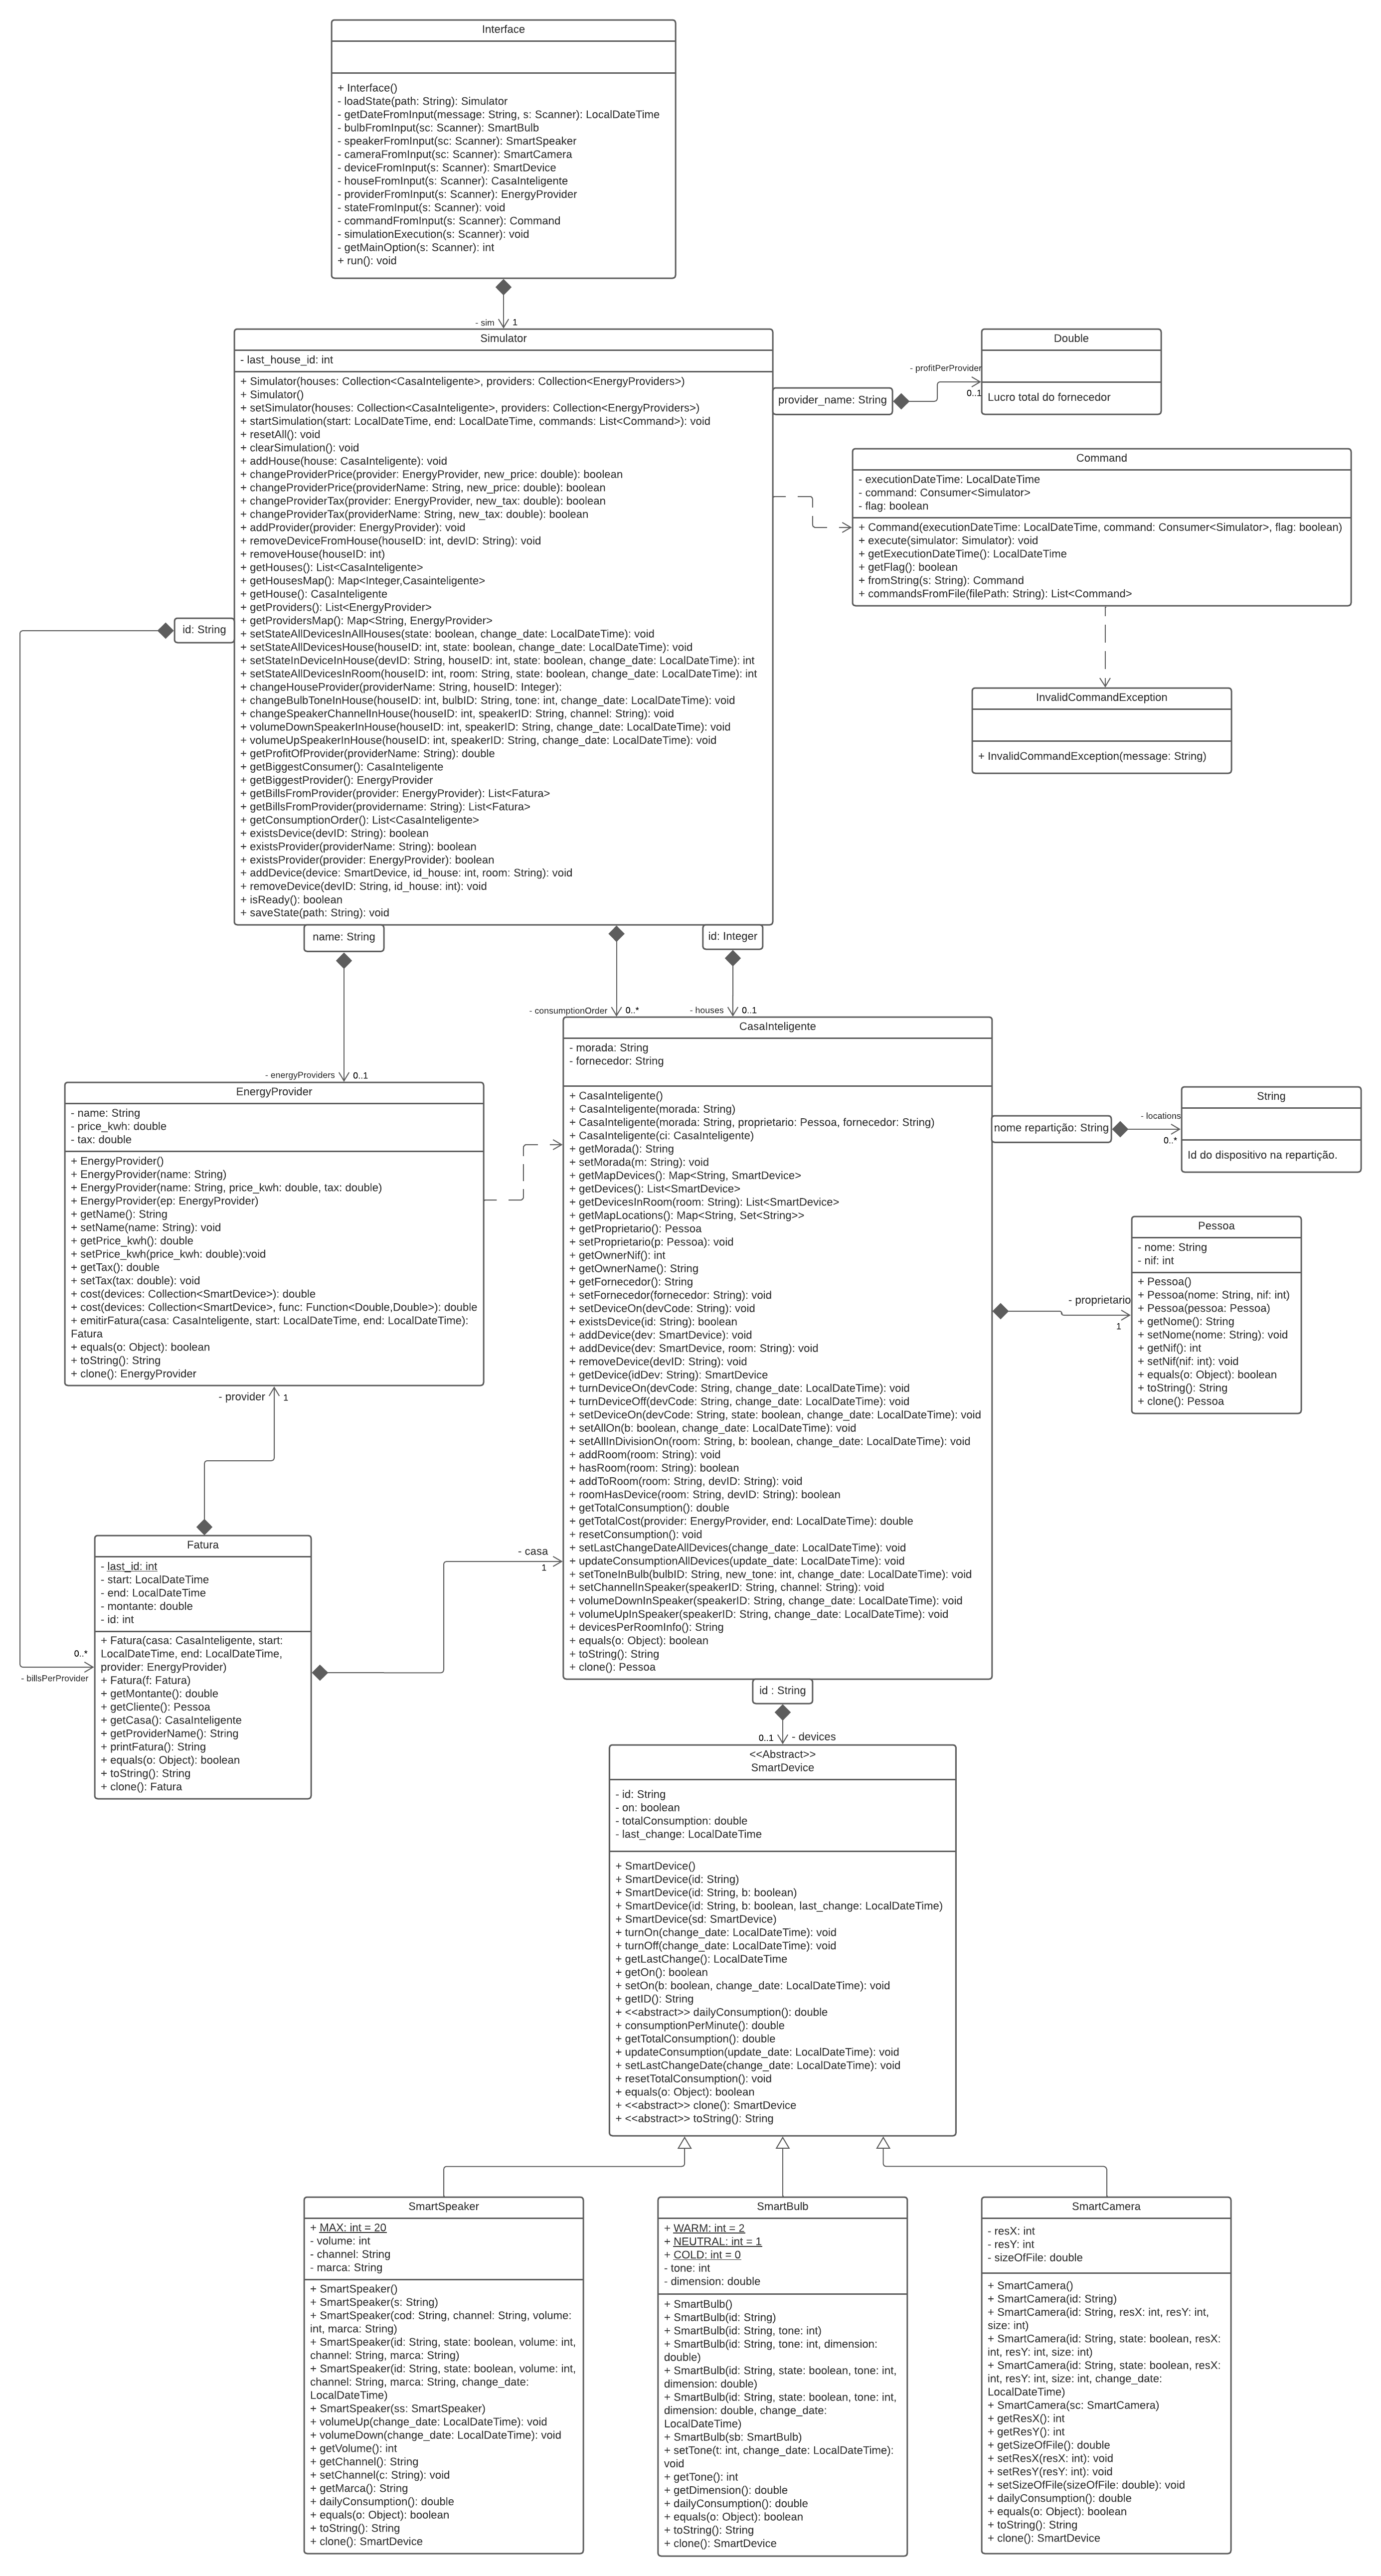 Interface
+ Interface()
- loadState(path: String): Simulator
- getDateFromInput(message: String, s: Scanner): LocalDateTime
- bulbFromInput(sc: Scanner): SmartBulb
- speakerFromInput(sc: Scanner): SmartSpeaker
- cameraFromInput(sc: Scanner): SmartCamera
- deviceFromInput(s: Scanner): SmartDevice
- houseFromInput(s: Scanner): CasaInteligente
- providerFromInput(s: Scanner): EnergyProvider
- stateFromInput(s: Scanner): void
- commandFromInput(s: Scanner): Command
- simulationExecution(s: Scanner): void
- getMainOption(s: Scanner): int
+ run(): void
- sim
1
Simulator
- last_house_id: int
+ Simulator(houses: Collection<CasaInteligente>, providers: Collection<EnergyProviders>)
+ Simulator()
+ setSimulator(houses: Collection<CasaInteligente>, providers: Collection<EnergyProviders>)
+ startSimulation(start: LocalDateTime, end: LocalDateTime, commands: List<Command>): void
+ resetAll(): void
+ clearSimulation(): void
+ addHouse(house: CasaInteligente): void
+ changeProviderPrice(provider: EnergyProvider, new_price: double): boolean
+ changeProviderPrice(providerName: String, new_price: double): boolean
+ changeProviderTax(provider: EnergyProvider, new_tax: double): boolean
+ changeProviderTax(providerName: String, new_tax: double): boolean
+ addProvider(provider: EnergyProvider): void
+ removeDeviceFromHouse(houseID: int, devID: String): void
+ removeHouse(houseID: int)
+ getHouses(): List<CasaInteligente>
+ getHousesMap(): Map<Integer,Casainteligente>
+ getHouse(): CasaInteligente
+ getProviders(): List<EnergyProvider>
+ getProvidersMap(): Map<String, EnergyProvider>
+ setStateAllDevicesInAllHouses(state: boolean, change_date: LocalDateTime): void
+ setStateAllDevicesHouse(houseID: int, state: boolean, change_date: LocalDateTime): void
+ setStateInDeviceInHouse(devID: String, houseID: int, state: boolean, change_date: LocalDateTime): int
+ setStateAllDevicesInRoom(houseID: int, room: String, state: boolean, change_date: LocalDateTime): int
+ changeHouseProvider(providerName: String, houseID: Integer):
+ changeBulbToneInHouse(houseID: int, bulbID: String, tone: int, change_date: LocalDateTime): void
+ changeSpeakerChannelInHouse(houseID: int, speakerID: String, channel: String): void
+ volumeDownSpeakerInHouse(houseID: int, speakerID: String, change_date: LocalDateTime): void
+ volumeUpSpeakerInHouse(houseID: int, speakerID: String, change_date: LocalDateTime): void
+ getProfitOfProvider(providerName: String): double
+ getBiggestConsumer(): CasaInteligente
+ getBiggestProvider(): EnergyProvider
+ getBillsFromProvider(provider: EnergyProvider): List<Fatura>
+ getBillsFromProvider(providername: String): List<Fatura>
+ getConsumptionOrder(): List<CasaInteligente>
+ existsDevice(devID: String): boolean
+ existsProvider(providerName: String): boolean
+ existsProvider(provider: EnergyProvider): boolean
+ addDevice(device: SmartDevice, id_house: int, room: String): void
+ removeDevice(devID: String, id_house: int): void
+ isReady(): boolean
+ saveState(path: String): void
provider_name: String
- profitPerProvider
0..1
Double
Lucro total do fornecedor
Command
- executionDateTime: LocalDateTime
- command: Consumer<Simulator>
- flag: boolean
+ Command(executionDateTime: LocalDateTime, command: Consumer<Simulator>, flag: boolean)
+ execute(simulator: Simulator): void
+ getExecutionDateTime(): LocalDateTime
+ getFlag(): boolean
+ fromString(s: String): Command
+ commandsFromFile(filePath: String): List<Command>
InvalidCommandException
+ InvalidCommandException(message: String)
id: String
name: String
id: Integer
- consumptionOrder
0..*
- houses
0..1
- energyProviders
0..1
EnergyProvider
- name: String
- price_kwh: double
- tax: double
+ EnergyProvider()
+ EnergyProvider(name: String)
+ EnergyProvider(name: String, price_kwh: double, tax: double)
+ EnergyProvider(ep: EnergyProvider)
+ getName(): String
+ setName(name: String): void
+ getPrice_kwh(): double
+ setPrice_kwh(price_kwh: double):void
+ getTax(): double
+ setTax(tax: double): void
+ cost(devices: Collection<SmartDevice>): double
+ cost(devices: Collection<SmartDevice>, func: Function<Double,Double>): double
+ emitirFatura(casa: CasaInteligente, start: LocalDateTime, end: LocalDateTime):
Fatura
+ equals(o: Object): boolean
+ toString(): String
+ clone(): EnergyProvider
CasaInteligente
- morada: String
- fornecedor: String
+ CasaInteligente()
+ CasaInteligente(morada: String)
+ CasaInteligente(morada: String, proprietario: Pessoa, fornecedor: String)
+ CasaInteligente(ci: CasaInteligente)
+ getMorada(): String
+ setMorada(m: String): void
+ getMapDevices(): Map<String, SmartDevice>
+ getDevices(): List<SmartDevice>
+ getDevicesInRoom(room: String): List<SmartDevice>
+ getMapLocations(): Map<String, Set<String>>
+ getProprietario(): Pessoa
+ setProprietario(p: Pessoa): void
+ getOwnerNif(): int
+ getOwnerName(): String
+ getFornecedor(): String
+ setFornecedor(fornecedor: String): void
+ setDeviceOn(devCode: String): void
+ existsDevice(id: String): boolean
+ addDevice(dev: SmartDevice): void
+ addDevice(dev: SmartDevice, room: String): void
+ removeDevice(devID: String): void
+ getDevice(idDev: String): SmartDevice
+ turnDeviceOn(devCode: String, change_date: LocalDateTime): void
+ turnDeviceOff(devCode: String, change_date: LocalDateTime): void
+ setDeviceOn(devCode: String, state: boolean, change_date: LocalDateTime): void
+ setAllOn(b: boolean, change_date: LocalDateTime): void
+ setAllInDivisionOn(room: String, b: boolean, change_date: LocalDateTime): void
+ addRoom(room: String): void
+ hasRoom(room: String): boolean
+ addToRoom(room: String, devID: String): void
+ roomHasDevice(room: String, devID: String): boolean
+ getTotalConsumption(): double
+ getTotalCost(provider: EnergyProvider, end: LocalDateTime): double
+ resetConsumption(): void
+ setLastChangeDateAllDevices(change_date: LocalDateTime): void
+ updateConsumptionAllDevices(update_date: LocalDateTime): void
+ setToneInBulb(bulbID: String, new_tone: int, change_date: LocalDateTime): void
+ setChannelInSpeaker(speakerID: String, channel: String): void
+ volumeDownInSpeaker(speakerID: String, change_date: LocalDateTime): void
+ volumeUpInSpeaker(speakerID: String, change_date: LocalDateTime): void
+ devicesPerRoomInfo(): String
+ equals(o: Object): boolean
+ toString(): String
+ clone(): Pessoa
nome repartição: String
- locations
0..*
String
Id do dispositivo na repartição.
- proprietario
1
Pessoa
- nome: String
- nif: int
+ Pessoa()
+ Pessoa(nome: String, nif: int)
+ Pessoa(pessoa: Pessoa)
+ getNome(): String
+ setNome(nome: String): void
+ getNif(): int
+ setNif(nif: int): void
+ equals(o: Object): boolean
+ toString(): String
+ clone(): Pessoa
- provider
1
Fatura
- last_id: int
- start: LocalDateTime
- end: LocalDateTime
- montante: double
- id: int
+ Fatura(casa: CasaInteligente, start:
LocalDateTime, end: LocalDateTime,
provider: EnergyProvider)
+ Fatura(f: Fatura)
+ getMontante(): double
+ getCliente(): Pessoa
+ getCasa(): CasaInteligente
+ getProviderName(): String
+ printFatura(): String
+ equals(o: Object): boolean
+ toString(): String
+ clone(): Fatura
0..*
- billsPerProvider
- casa
1
id : String
0..1
- devices
<<Abstract>>
SmartDevice
- id: String
- on: boolean
- totalConsumption: double
- last_change: LocalDateTime
+ SmartDevice()
+ SmartDevice(id: String)
+ SmartDevice(id: String, b: boolean)
+ SmartDevice(id: String, b: boolean, last_change: LocalDateTime)
+ SmartDevice(sd: SmartDevice)
+ turnOn(change_date: LocalDateTime): void
+ turnOff(change_date: LocalDateTime): void
+ getLastChange(): LocalDateTime
+ getOn(): boolean
+ setOn(b: boolean, change_date: LocalDateTime): void
+ getID(): String
+ <<abstract>> dailyConsumption(): double
+ consumptionPerMinute(): double
+ getTotalConsumption(): double
+ updateConsumption(update_date: LocalDateTime): void
+ setLastChangeDate(change_date: LocalDateTime): void
+ resetTotalConsumption(): void
+ equals(o: Object): boolean
+ <<abstract>> clone(): SmartDevice
+ <<abstract>> toString(): String
SmartSpeaker
+ MAX: int = 20
- volume: int
- channel: String
- marca: String
+ SmartSpeaker()
+ SmartSpeaker(s: String)
+ SmartSpeaker(cod: String, channel: String, volume:
int, marca: String)
+ SmartSpeaker(id: String, state: boolean, volume: int,
channel: String, marca: String)
+ SmartSpeaker(id: String, state: boolean, volume: int,
channel: String, marca: String, change_date:
LocalDateTime)
+ SmartSpeaker(ss: SmartSpeaker)
+ volumeUp(change_date: LocalDateTime): void
+ volumeDown(change_date: LocalDateTime): void
+ getVolume(): int
+ getChannel(): String
+ setChannel(c: String): void
+ getMarca(): String
+ dailyConsumption(): double
+ equals(o: Object): boolean
+ toString(): String
+ clone(): SmartDevice
SmartBulb
+ WARM: int = 2
+ NEUTRAL: int = 1
+ COLD: int = 0
- tone: int
- dimension: double
+ SmartBulb()
+ SmartBulb(id: String)
+ SmartBulb(id: String, tone: int)
+ SmartBulb(id: String, tone: int, dimension:
double)
+ SmartBulb(id: String, state: boolean, tone: int,
dimension: double)
+ SmartBulb(id: String, state: boolean, tone: int,
dimension: double, change_date:
LocalDateTime)
+ SmartBulb(sb: SmartBulb)
+ setTone(t: int, change_date: LocalDateTime):
void
+ getTone(): int
+ getDimension(): double
+ dailyConsumption(): double
+ equals(o: Object): boolean
+ toString(): String
+ clone(): SmartDevice
SmartCamera
- resX: int
- resY: int
- sizeOfFile: double
+ SmartCamera()
+ SmartCamera(id: String)
+ SmartCamera(id: String, resX: int, resY: int,
size: int)
+ SmartCamera(id: String, state: boolean, resX:
int, resY: int, size: int)
+ SmartCamera(id: String, state: boolean, resX:
int, resY: int, size: int, change_date:
LocalDateTime)
+ SmartCamera(sc: SmartCamera)
+ getResX(): int
+ getResY(): int
+ getSizeOfFile(): double
+ setResX(resX: int): void
+ setResY(resY: int): void
+ setSizeOfFile(sizeOfFile: double): void
+ dailyConsumption(): double
+ equals(o: Object): boolean
+ toString(): String
+ clone(): SmartDevice